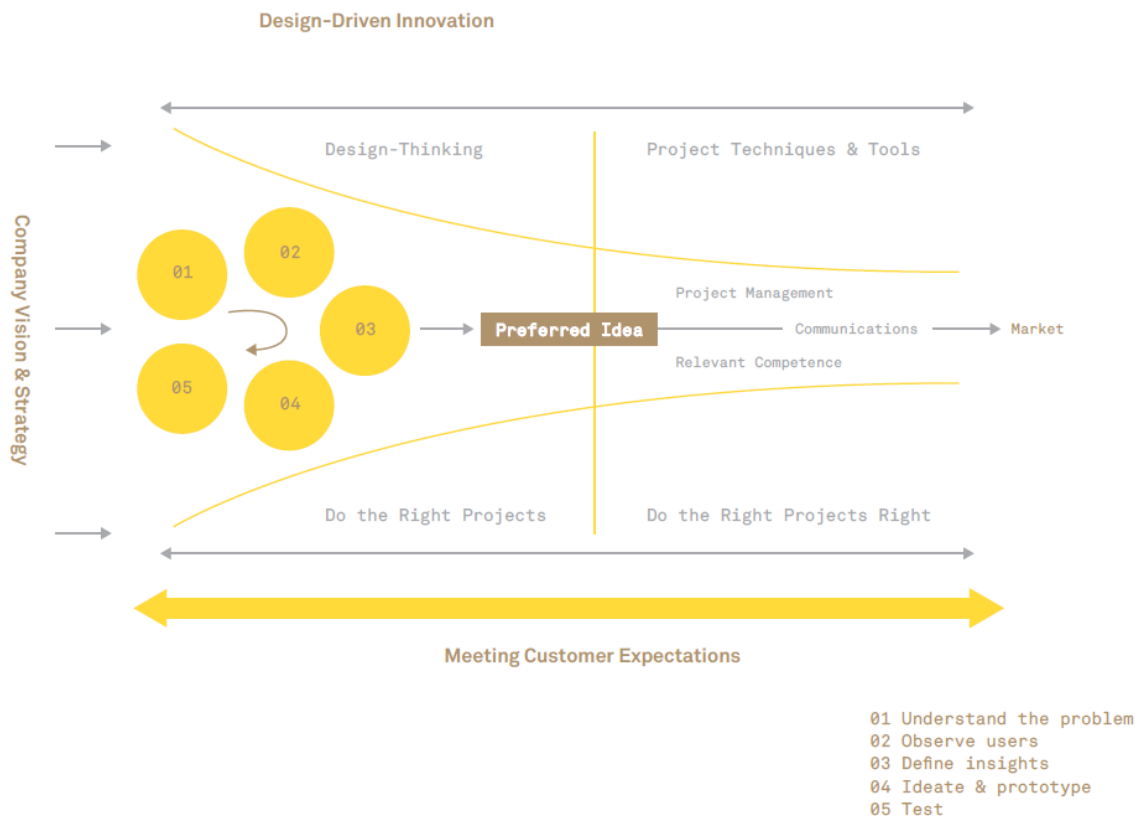 Design-Driven Innovation
Design-Thinking
Project Techniques & Tools
Company Vision & Strategy
01
02
03
04
05
Preferred Idea
Project Management
Communications
Relevant Competence
Market
Do the Right Projects
Do the Right Projects Right
Meeting Customer Expectations
01 Understand the problem
02 Observe users
03 Define insights
04 Ideate & prototype
05 Test